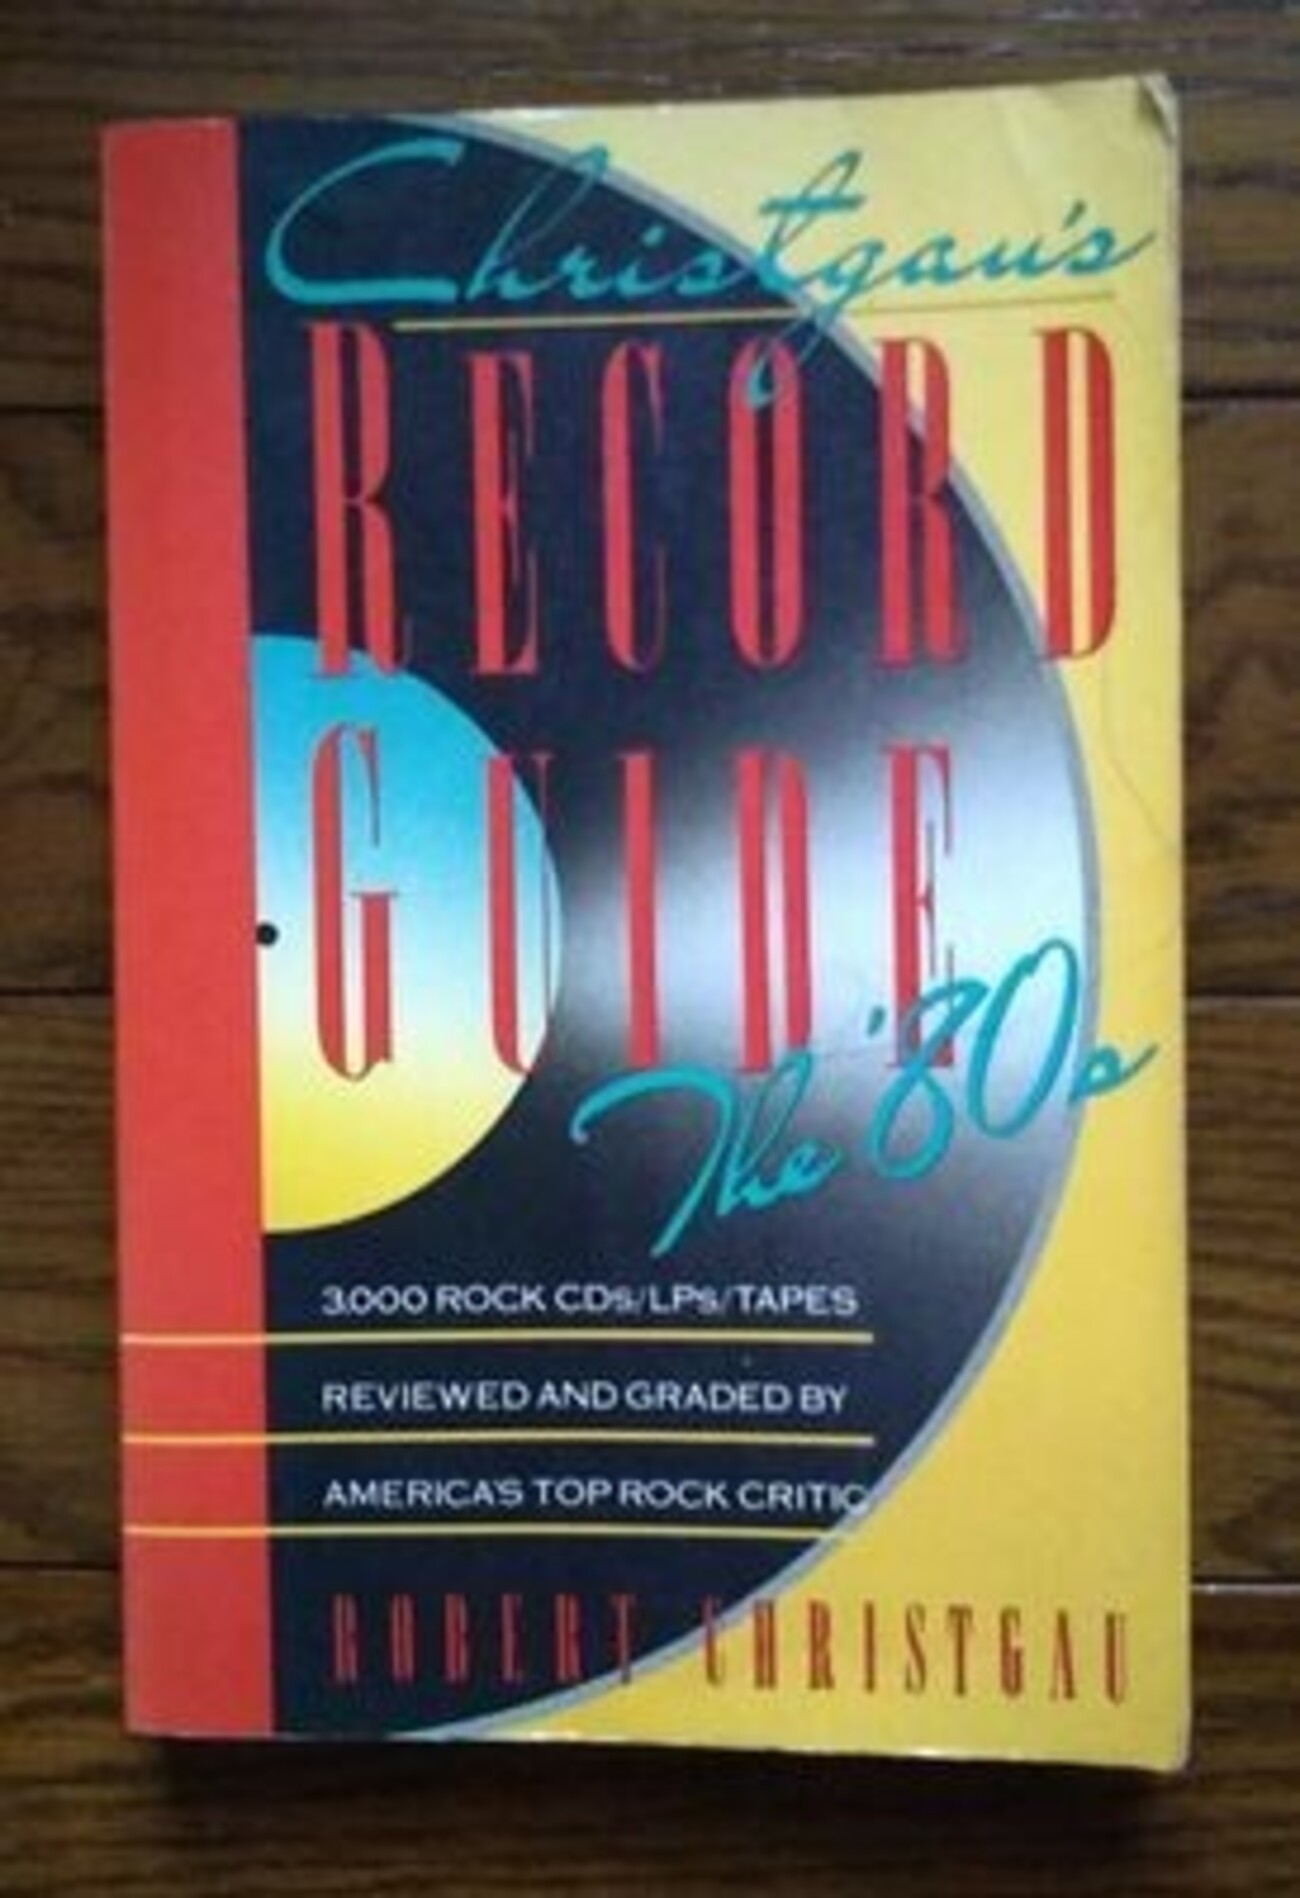 Christgau's
RECORD
GUIDE
The '80s
3,000 ROCK CDs/LPs/TAPES
REVIEWED AND GRADED BY
AMERICA'S TOP ROCK CRITIC
ROBERT CHRISTGAU